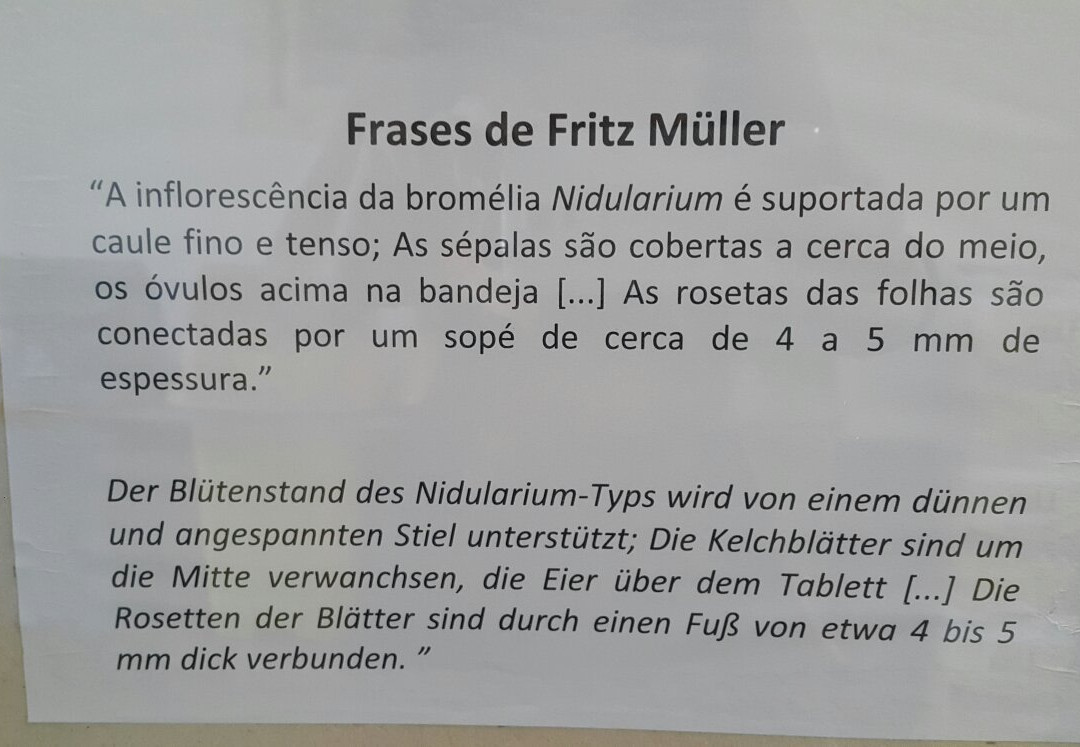 Frases de Fritz Müller
“A inflorescência da bromélia Nidularium é suportada por um
caule fino e tenso; As sépalas são cobertas a cerca do meio,
os óvulos acima na bandeja [...] As rosetas das folhas são
conectadas por um sopé de cerca de 4 a 5 mm de
espessura.”
Der Blütenstand des Nidularium-Typs wird von einem dünnen
und angespannten Stiel unterstützt; Die Kelchblätter sind um
die Mitte verwanchsen, die Eier über dem Tablett [...] Die
Rosetten der Blätter sind durch einen Fuß von etwa 4 bis 5
mm dick verbunden. ”